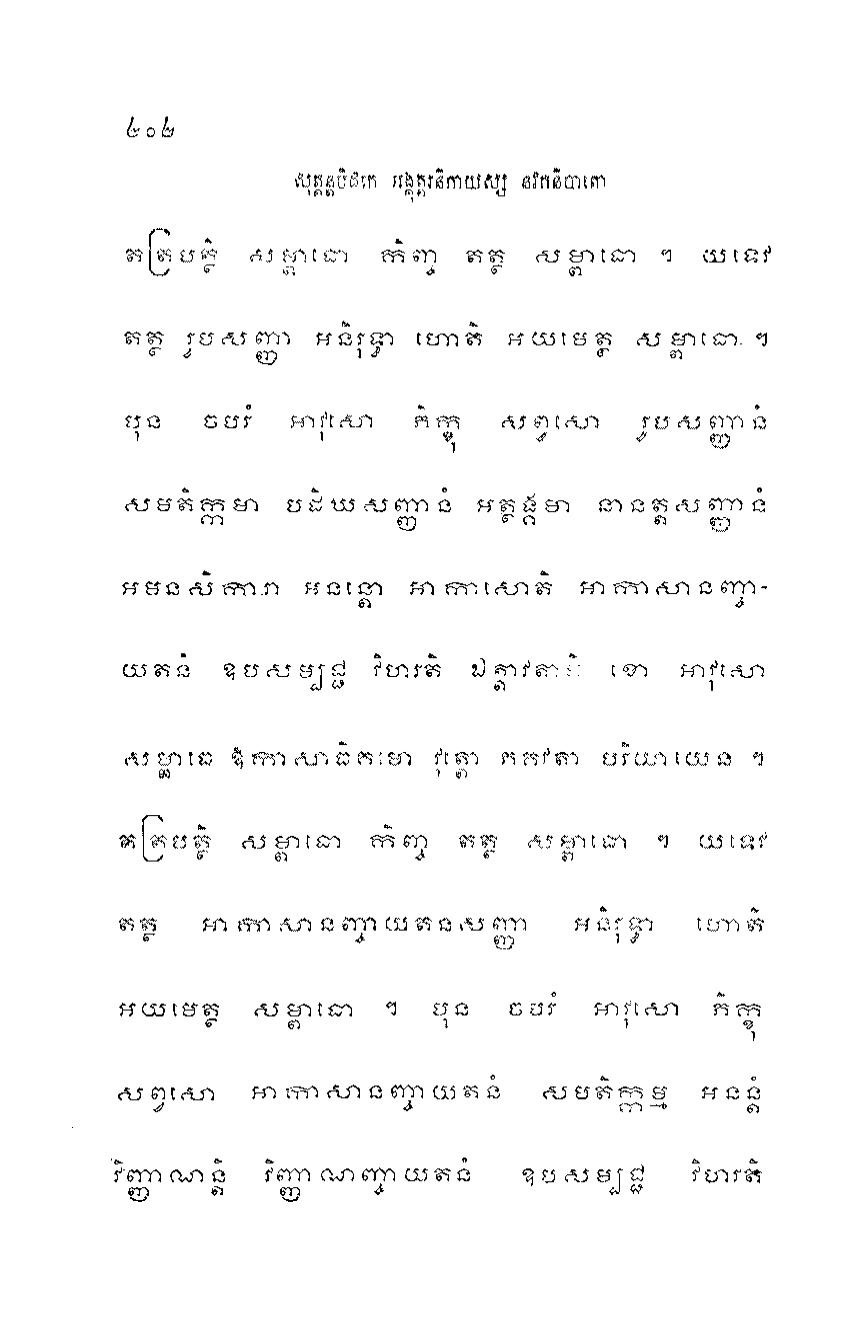 ៤០៤
សុត្តន្តបិដកេ អង្គុត្តរនិកាយស្ស នវកនិបាតោ
តត្រប្បត្ថិ សម្ពាធោ កិញ្ច តត្ថ សម្ពាធោ ។ យទេវ
តត្ថ រូបសញ្ញា អនិរុទ្ធា ហោតិ អយមេត្ថ សម្ពាធោ ។
បុន ចបរំ អាវុសោ ភិក្ខុ សព្វសោ រូបសញ្ញានំ
សមតិក្កមា បដិឃសញ្ញានំ អត្ថង្គមា នានត្តសញ្ញានំ
អមនសិការា អនន្តោ អាកាសោតិ អាកាសានញ្ចា-
យតនំ ឧបសម្បជ្ជ វិហរតិ ឯត្តាវតាបិ ខោ អាវុសោ
សម្ពាធេ ឱកាសាធិគមោ វុត្តោ ភគវតា បរិយាយេន ។
តត្រប្បត្ថិ សម្ពាធោ កិញ្ច តត្ថ សម្ពាធោ ។ យទេវ
តត្ថ អាកាសានញ្ចាយតនសញ្ញា អនិរុទ្ធា ហោតិ
អយមេត្ថ សម្ពាធោ ។ បុន ចបរំ អាវុសោ ភិក្ខុ
សព្វសោ អាកាសានញ្ចាយតនំ សមតិក្កម្ម អនន្តំ
វិញ្ញាណន្តិ វិញ្ញាណញ្ចាយតនំ ឧបសម្បជ្ជ វិហរតិ